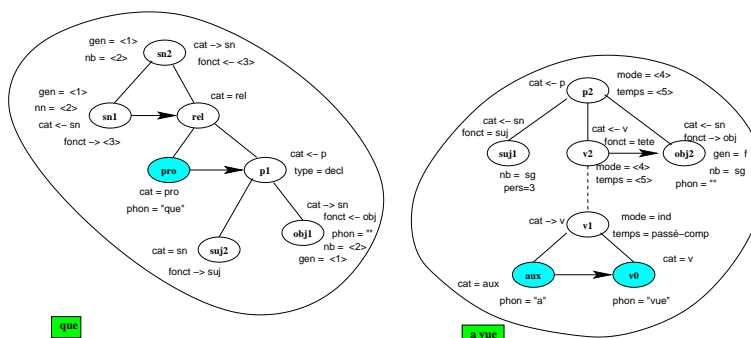 gen = <1>
nb = <2>
sn2
cat –> sn
fonct <– <3>
gen = <1>
nn = <2>
cat <– sn
fonct –> <3>
sn1
rel
cat = rel
pro
cat = pro
phon = "que"
p1
cat <– p
type = decl
cat = sn
suj2
fonct –> suj
obj1
cat –> sn
fonct <– obj
phon = ""
nb = <2>
gen = <1>
que
cat <– p
p2
mode = <4>
temps = <5>
cat <– sn
fonct = suj
suj1
nb = sg
pers=3
cat <– v
fonct = tete
v2
mode = <4>
temps = <5>
cat <– sn
fonct –> obj
obj2
gen = f
nb = sg
phon = ""
cat –> v
v1
mode = ind
temps = passé–comp
cat = aux
aux
phon = "a"
v0
cat = v
phon = "vue"
a vue